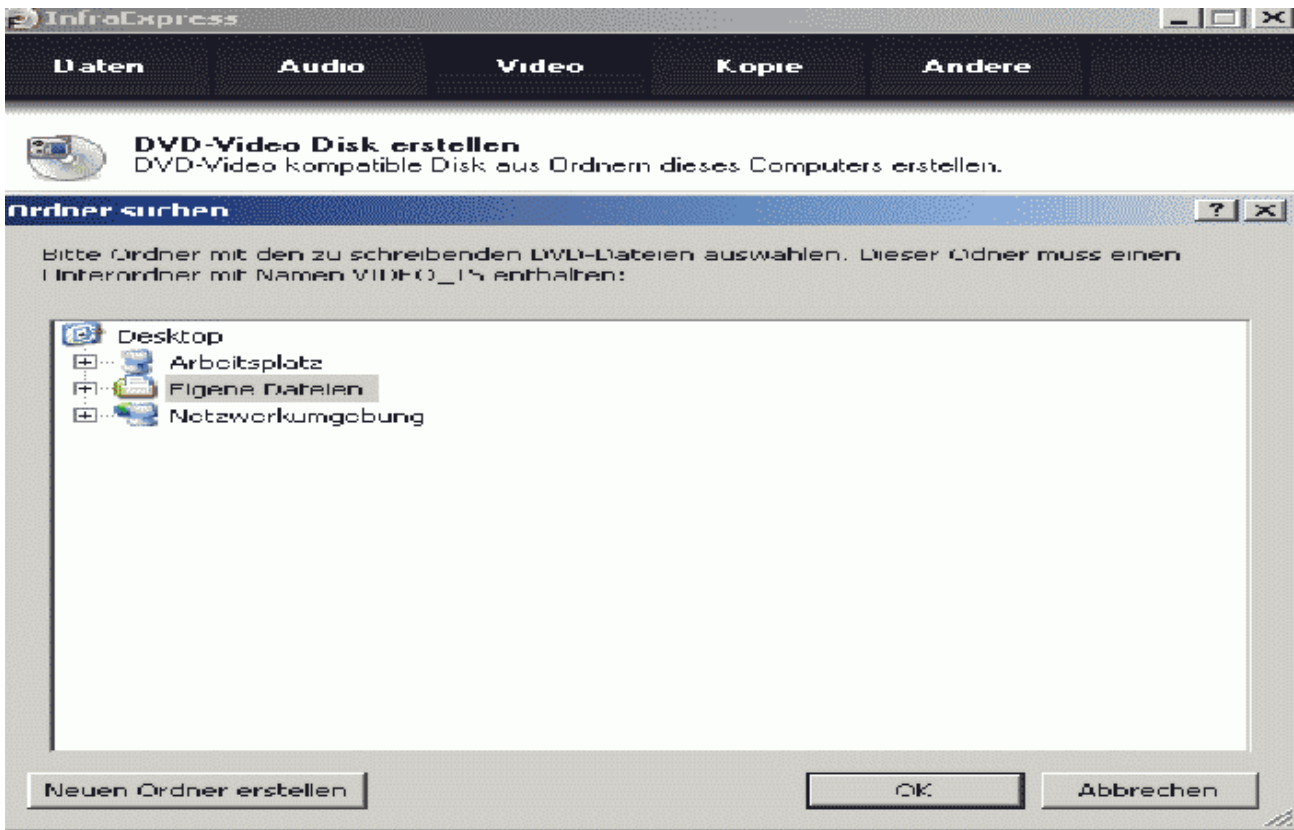 InfraExpress
Daten Audio Video Kopie Andere
DVD-Video Disk erstellen
DVD-Video kompatible Disk aus Ordnern dieses Computers erstellen.
Ordner suchen
Bitte Ordner mit den zu schreibenden DVD-Dateien auswählen. Dieser Odner muss einen
Unterordner mit Namen VIDEO_TS enthalten:
Desktop
Arbeitsplatz
Eigene Dateien
Netzwerkumgebung
Neuen Ordner erstellen OK Abbrechen